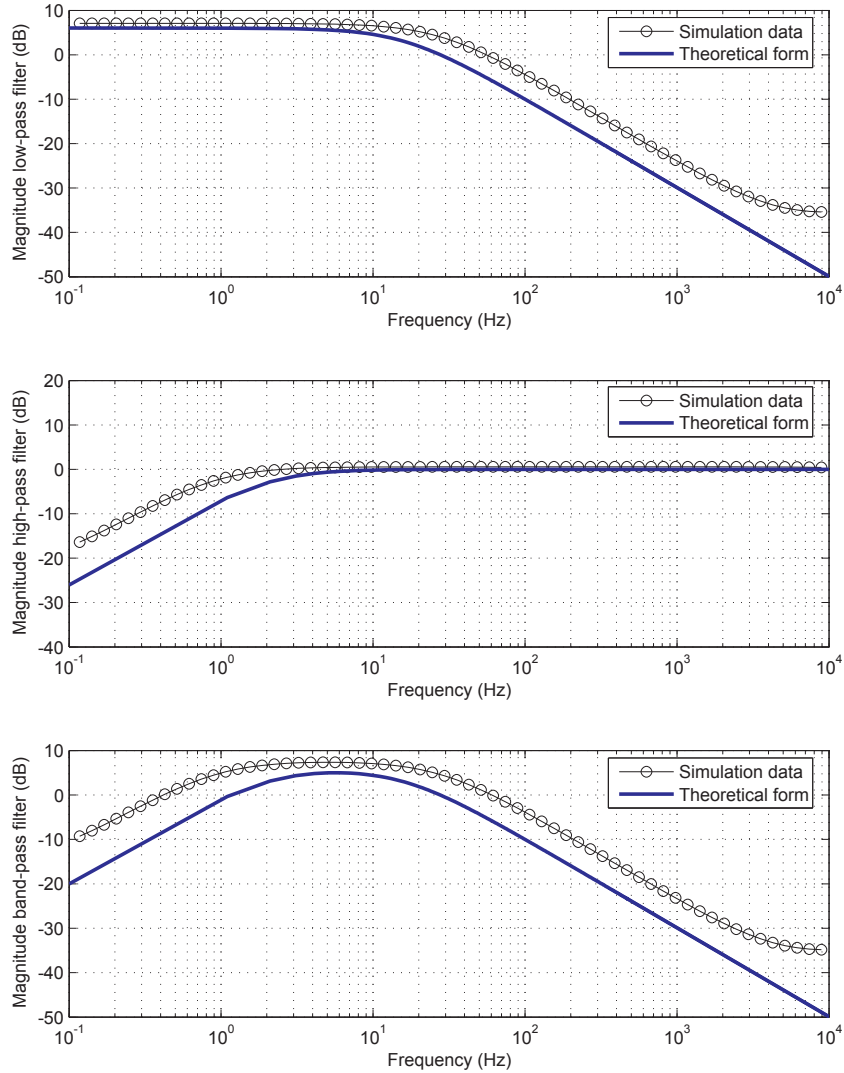 10
0
-10
-20
-30
-40
-50
Magnitude low-pass filter (dB)
Simulation data
Theoretical form
10⁻¹ 10⁰ 10¹ 10² 10³ 10⁴
Frequency (Hz)
20
10
0
-10
-20
-30
-40
Magnitude high-pass filter (dB)
Simulation data
Theoretical form
10⁻¹ 10⁰ 10¹ 10² 10³ 10⁴
Frequency (Hz)
10
0
-10
-20
-30
-40
-50
Magnitude band-pass filter (dB)
Simulation data
Theoretical form
10⁻¹ 10⁰ 10¹ 10² 10³ 10⁴
Frequency (Hz)